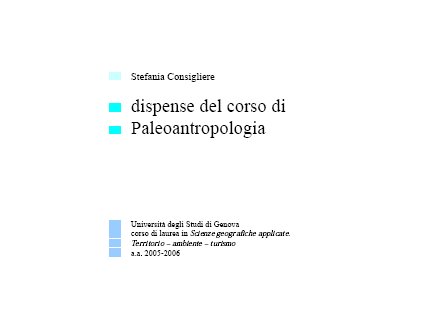 Stefania Consigliere
dispense del corso di
Paleoantropologia
Università degli Studi di Genova
corso di laurea in Scienze geografiche applicate.
Territorio – ambiente – turismo
a.a. 2005-2006